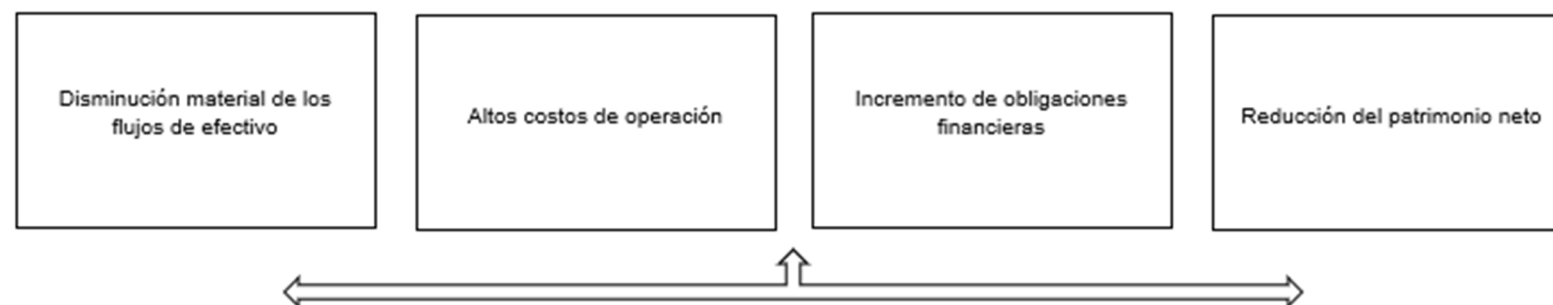 Disminución material de los
flujos de efectivo
Altos costos de operación
Incremento de obligaciones
financieras
Reducción del patrimonio neto